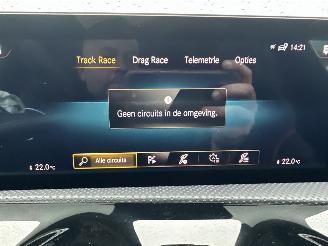 14:21
Track Race Drag Race Telemetrie Opties
Geen circuits in de omgeving.
Alle circuits
22.0°C 22.0°C